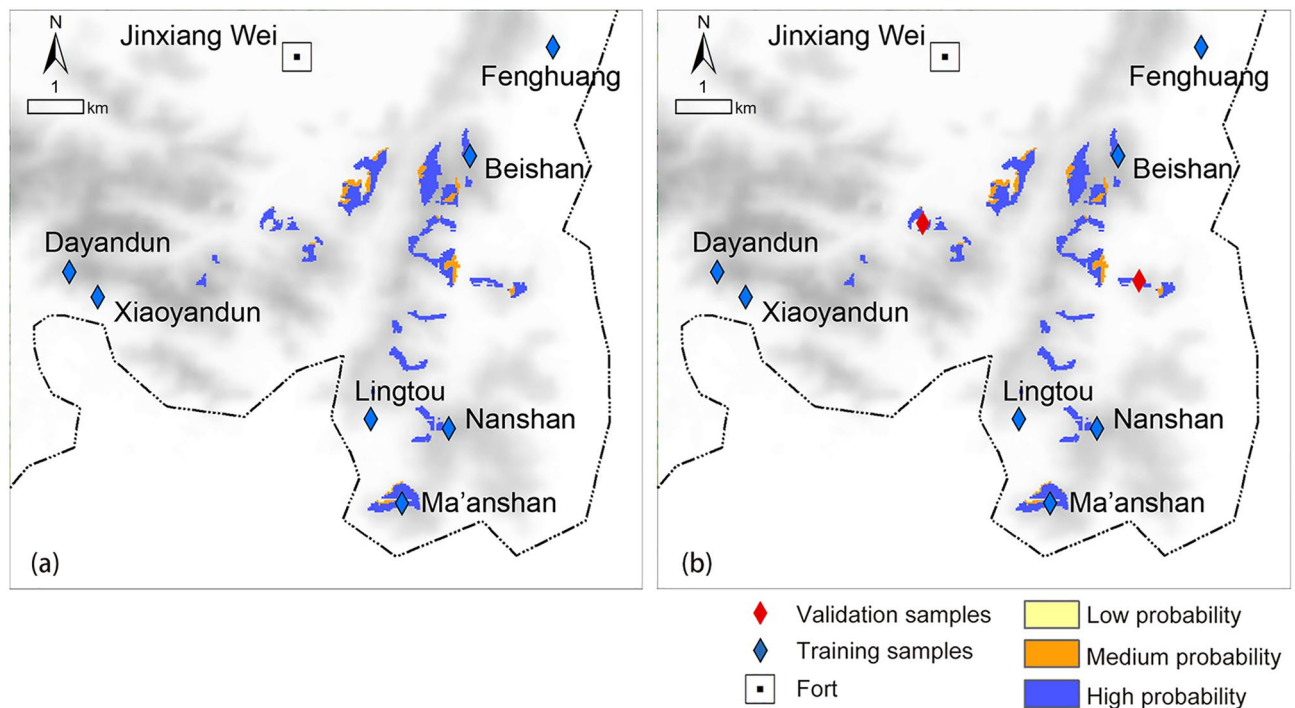 Jinxiang Wei
N
1
km
Fenghuang
Beishan
Dayandun
Xiaoyandun
Lingtou
Nanshan
Ma'anshan
(a)
Jinxiang Wei
N
1
km
Fenghuang
Beishan
Dayandun
Xiaoyandun
Lingtou
Nanshan
Ma'anshan
(b)
Validation samples
Training samples
Fort
Low probability
Medium probability
High probability